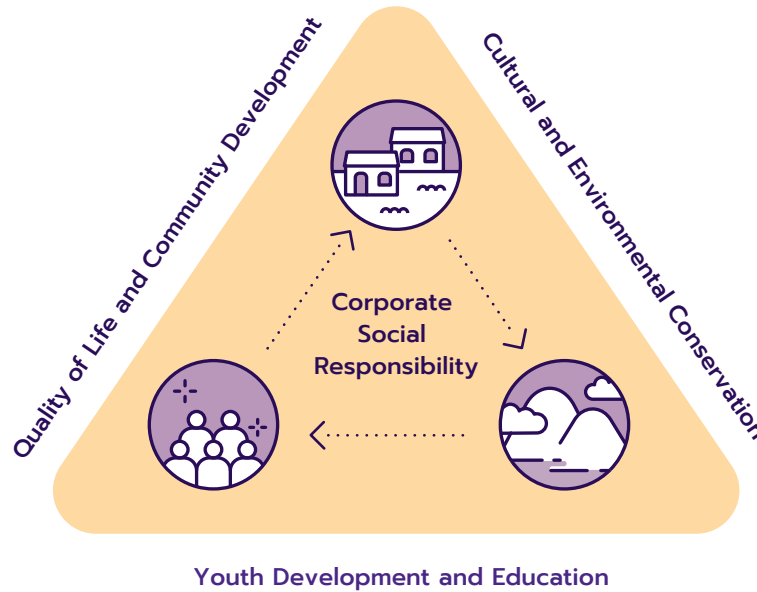 Quality of Life and Community Development
Cultural and Environmental Conservation
Corporate
Social
Responsibility
Youth Development and Education